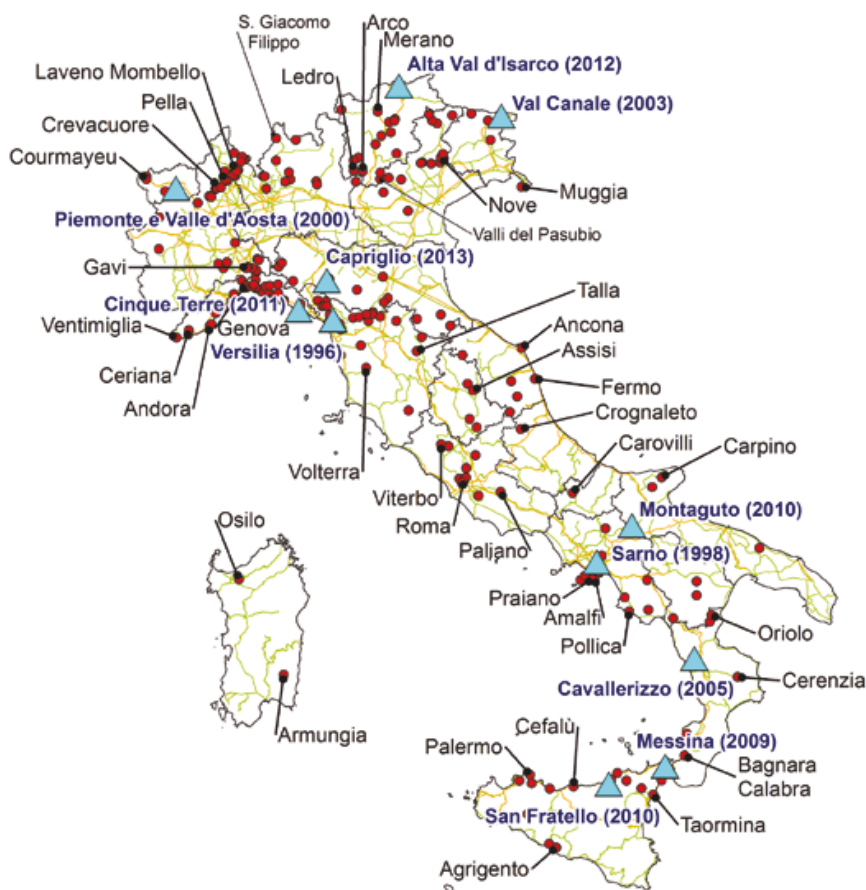 S. Giacomo
Filippo
Arco
Merano
Laveno Mombello
Ledro
Alta Val d'Isarco (2012)
Pella
Val Canale (2003)
Crevacuore
Courmayeu
Muggia
Nove
Piemonte e Valle d'Aosta (2000)
Valli del Pasubio
Capriglio (2013)
Gavi
Talla
Cinque Terre (2011)
Ventimiglia
Genova
Ancona
Versilia (1996)
Assisi
Ceriana
Fermo
Andora
Crognaleto
Carovilli
Carpino
Volterra
Viterbo
Montaguto (2010)
Roma
Osilo
Paljano
Sarno (1998)
Praiano
Amalfi
Pollica
Oriolo
Cerenzia
Cavallerizzo (2005)
Armungia
Çefalù
Messina (2009)
Palermo
Bagnara
Calabra
San Fratello (2010)
Taormina
Agrigento